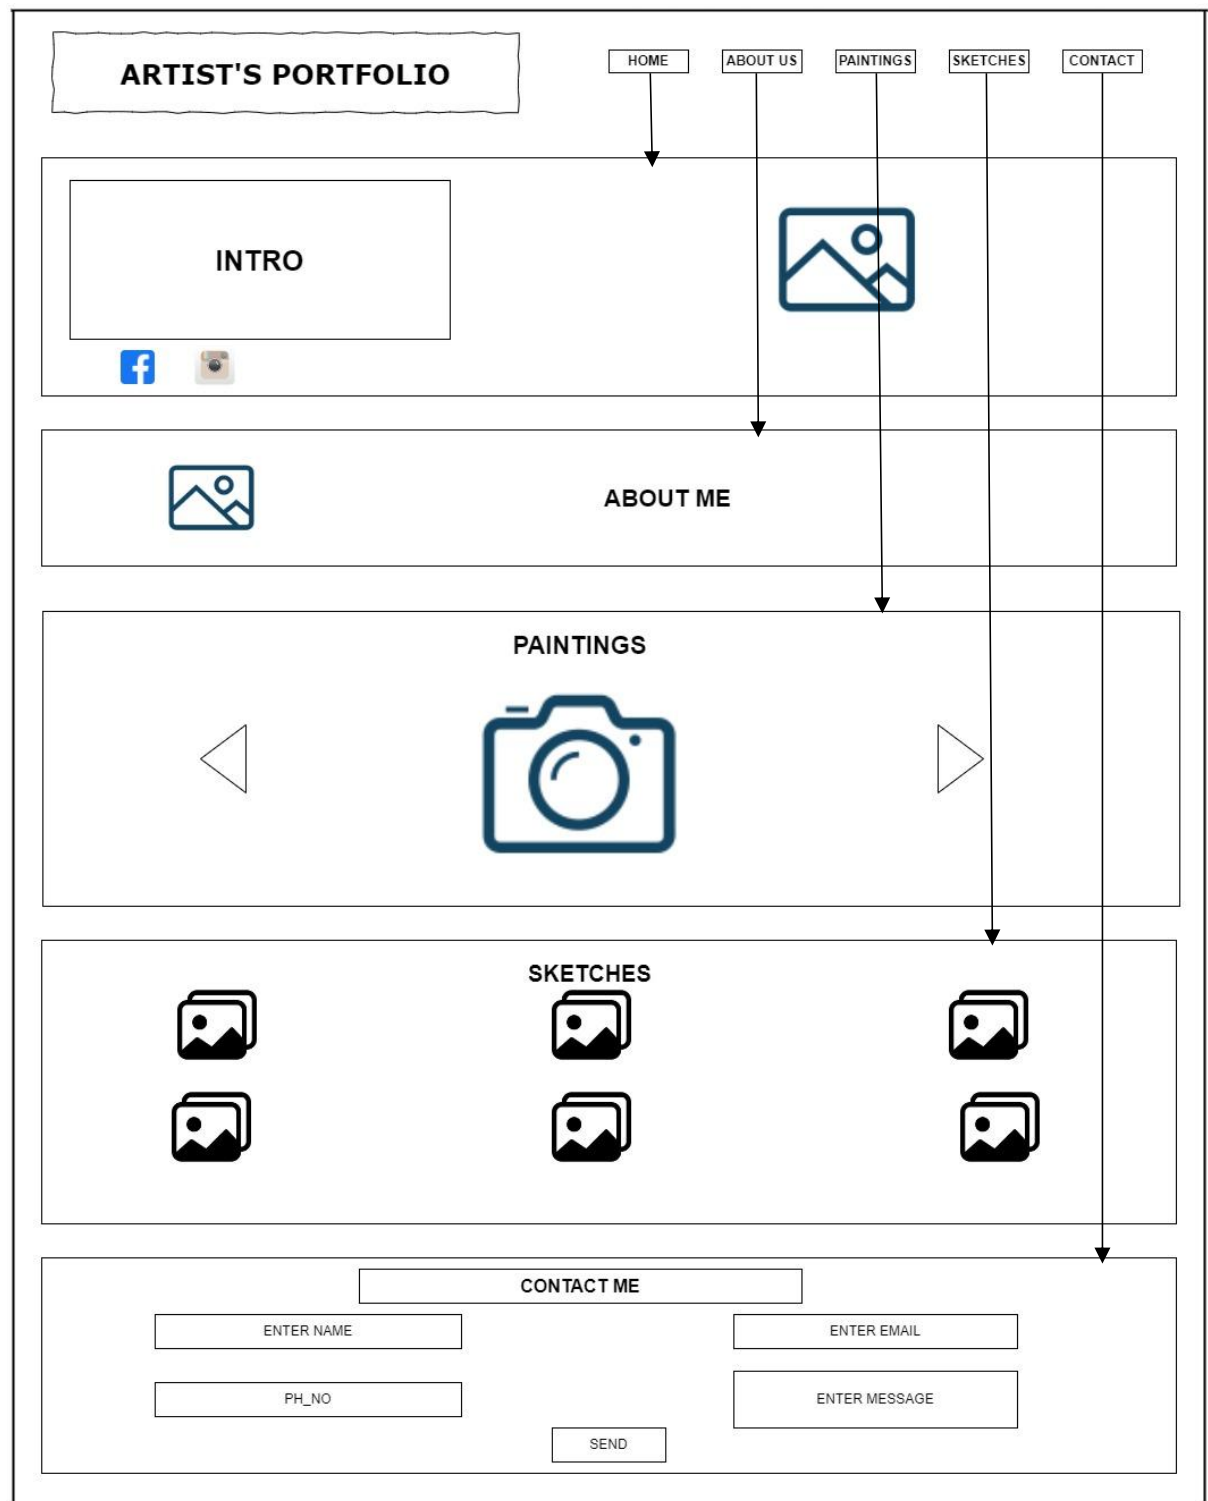 ARTIST'S PORTFOLIO
HOME
ABOUT US
PAINTINGS
SKETCHES
CONTACT
INTRO
ABOUT ME
PAINTINGS
SKETCHES
CONTACT ME
ENTER NAME
ENTER EMAIL
PH_NO
ENTER MESSAGE
SEND